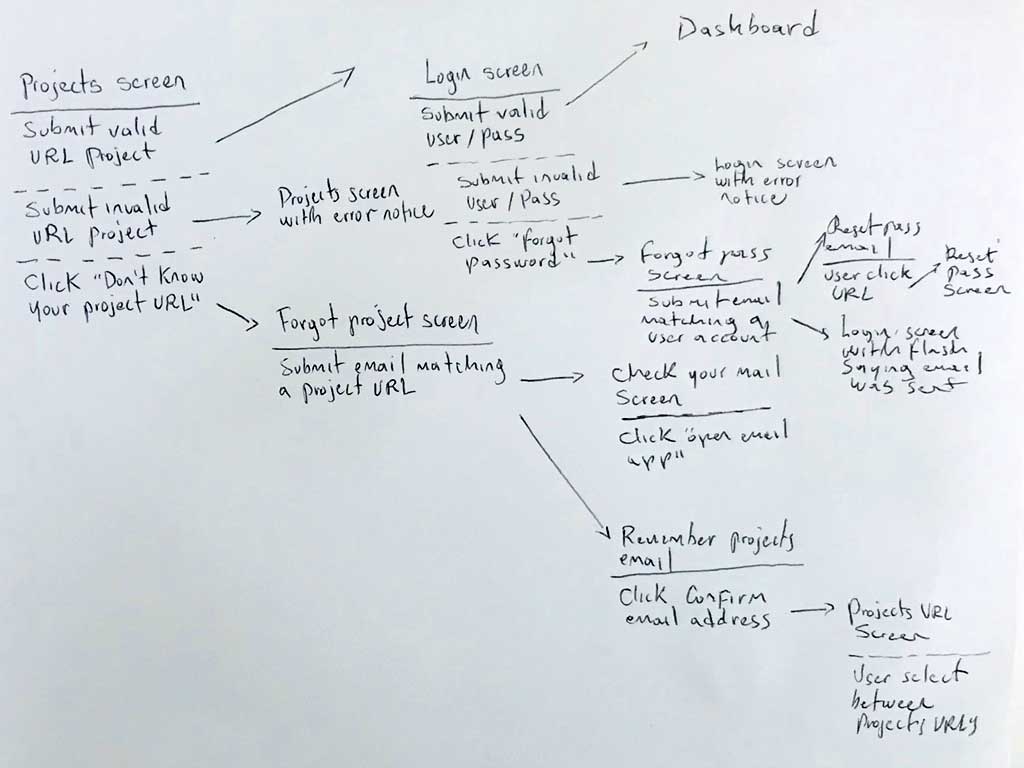 Dashboard
Projects screen
Submit valid
URL Project
Submit invalid
URL Project
Click "Don't Know
your project URL"
Projects screen
with error notice
Login screen
Submit valid
user / pass
Submit invalid
user / Pass
Click "forgot
password"
Login screen
with error
notice
Forgot pass
screen
submit email
matching a
user account
Reset pass
email
user click
URL
Reset
pass
screen
Login screen
with flash
saying email
was sent
Forgot project screen
Submit email matching
a project URL
check your mail
screen
click "open email
app"
Remember projects
email
Click Confirm
email address
Projects URL
Screen
User select
between
Projects URLs